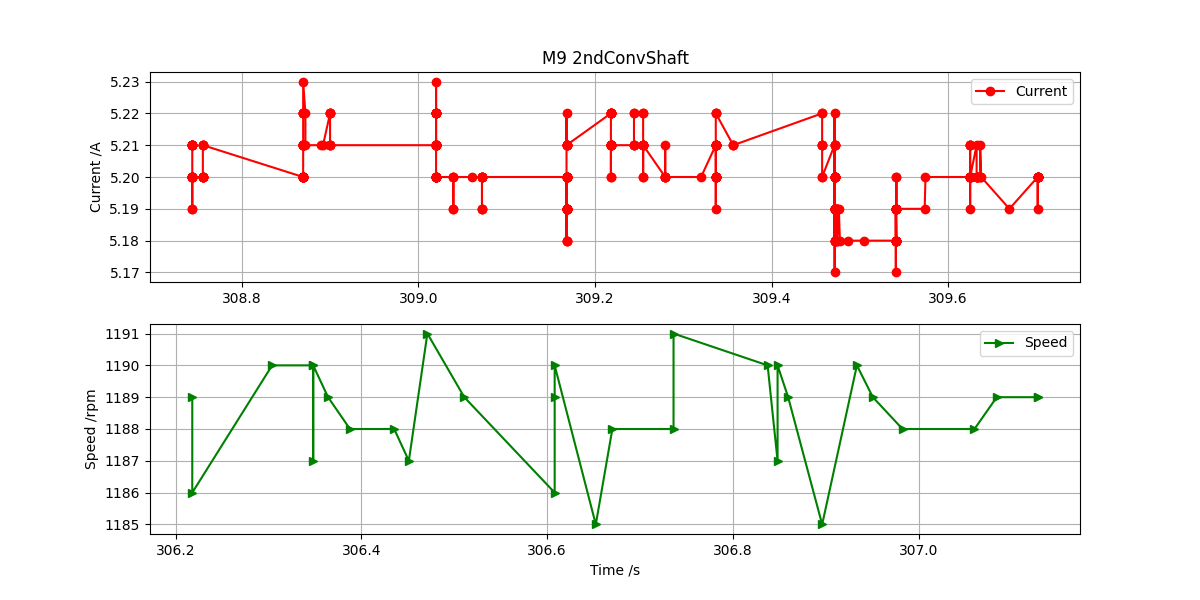 M9 2ndConvShaft
5.23
5.22
5.21
5.20
5.19
5.18
5.17
Current /A
Current
308.8 309.0 309.2 309.4 309.6
1191
1190
1189
1188
1187
1186
1185
Speed /rpm
Speed
306.2 306.4 306.6 306.8 307.0
Time /s